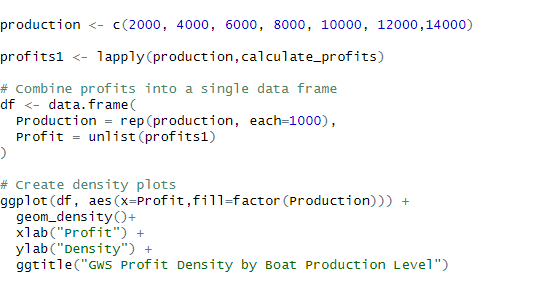 production <- c(2000, 4000, 6000, 8000, 10000, 12000,14000)
profits1 <- lapply(production,calculate_profits)
# Combine profits into a single data frame
df <- data.frame(
  Production = rep(production, each=1000),
  Profit = unlist(profits1)
)
# Create density plots
ggplot(df, aes(x=Profit,fill=factor(Production))) +
  geom_density()+
  xlab("Profit") +
  ylab("Density") +
  ggtitle("GWS Profit Density by Boat Production Level")